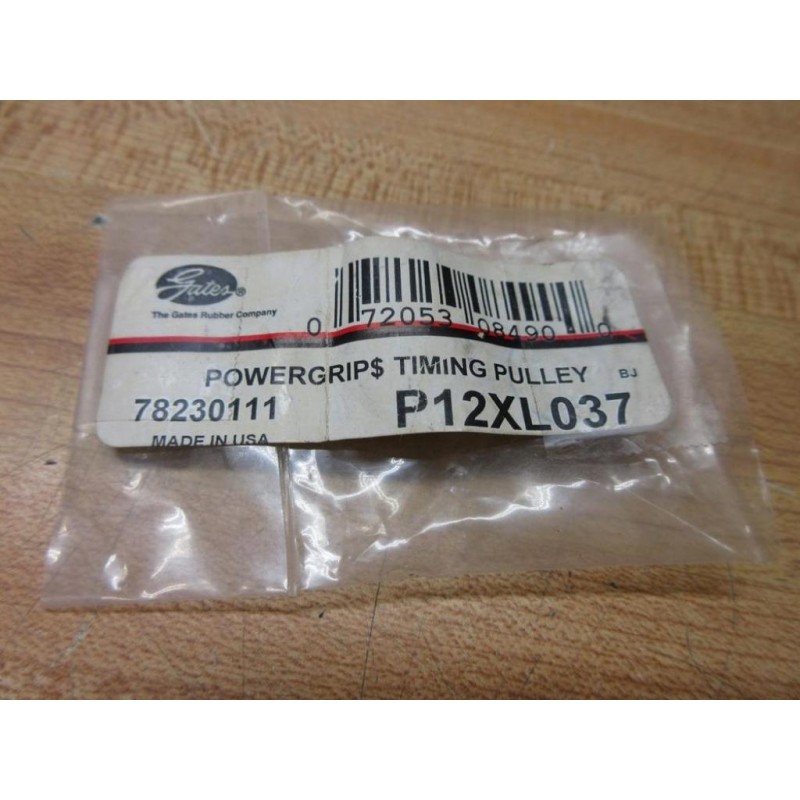 Gates®
The Gates Rubber Company
0 72053 08490 0
POWERGRIP$ TIMING PULLEY BJ
78230111 P12XL037
MADE IN USA